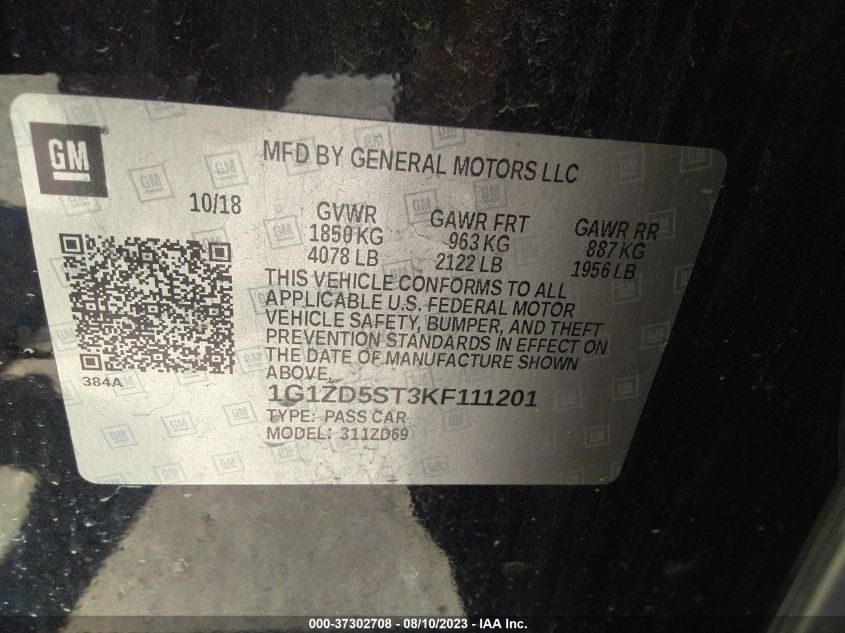 GM
MFD BY GENERAL MOTORS LLC
10/18
GVWR
1850 KG
4078 LB
GAWR FRT
963 KG
2122 LB
GAWR RR
887 KG
1956 LB
THIS VEHICLE CONFORMS TO ALL
APPLICABLE U.S. FEDERAL MOTOR
VEHICLE SAFETY, BUMPER, AND THEFT
PREVENTION STANDARDS IN EFFECT ON
THE DATE OF MANUFACTURE SHOWN
ABOVE.
384A
1G1ZD5ST3KF111201
TYPE: PASS CAR
MODEL: 311ZD69
000-37302708 - 08/10/2023 - IAA Inc.